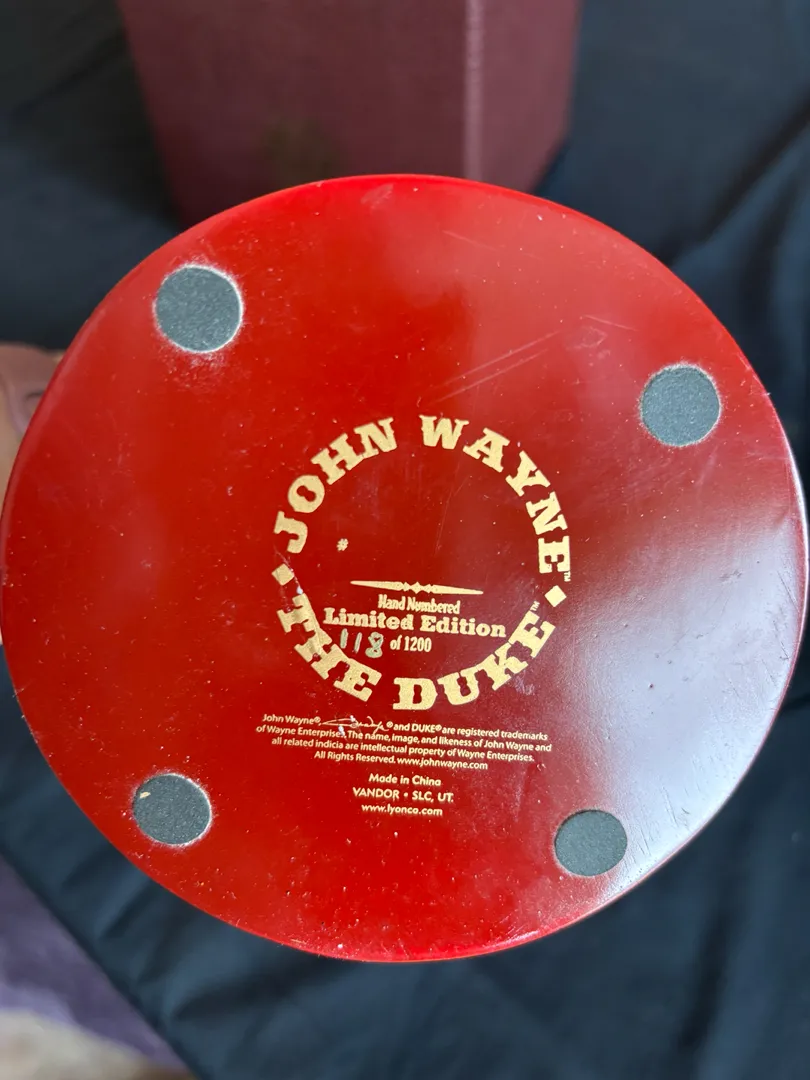 JOHN WAYNE™
#
Hand Numbered
Limited Edition
118 of 1200
THE DUKE™
John Wayne® ® and DUKE® are registered trademarks
of Wayne Enterprises. The name, image, and likeness of John Wayne and
all related indicia are intellectual property of Wayne Enterprises.
All Rights Reserved. www.johnwayne.com
Made in China
VANDOR • SLC, UT.
www.lyonco.com